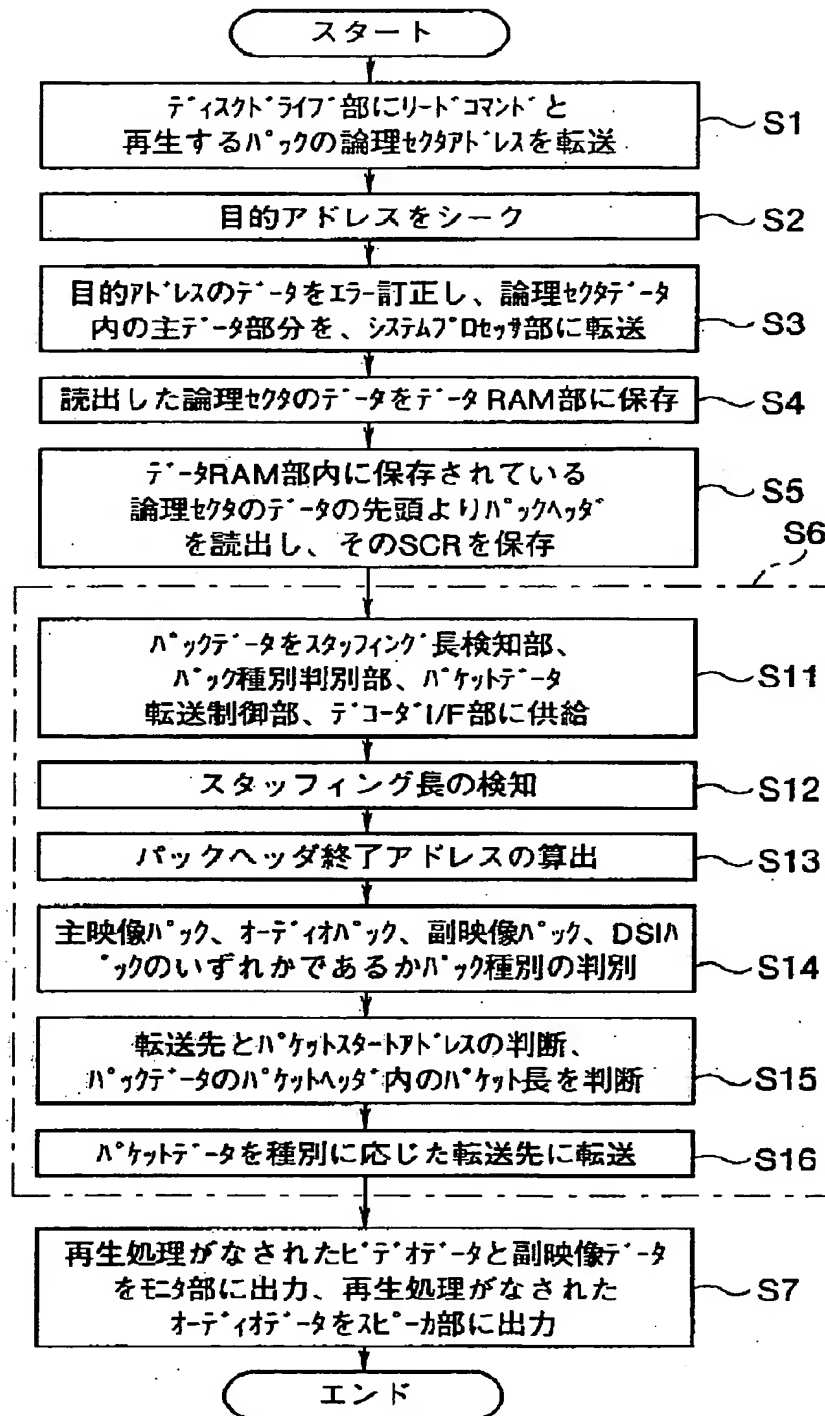 スタート
ディスクドライブ部にリードコマンドと
再生するパックの論理セクタアドレスを転送
S1
目的アドレスをシーク
S2
目的アドレスのデータをエラー訂正し、論理セクタデータ
内の主データ部分を、システムプロセッサ部に転送
S3
読出した論理セクタのデータをデータRAM部に保存
S4
データRAM部内に保存されている
論理セクタのデータの先頭よりパックヘッダ
を読出し、そのSCRを保存
S5
S6
パックデータをスタッフィング長検知部、
パック種別判別部、パケットデータ
転送制御部、デコーダI/F部に供給
S11
スタッフィング長の検知
S12
パックヘッダ終了アドレスの算出
S13
主映像パック、オーディオパック、副映像パック、DSIパ
ックのいずれかであるかパック種別の判別
S14
転送先とパケットスタートアドレスの判断、
パックデータのパケットヘッダ内のパケット長を判断
S15
パケットデータを種別に応じた転送先に転送
S16
再生処理がなされたビデオデータと副映像データ
をモニタ部に出力、再生処理がなされた
オーディオデータをスピーカ部に出力
S7
エンド